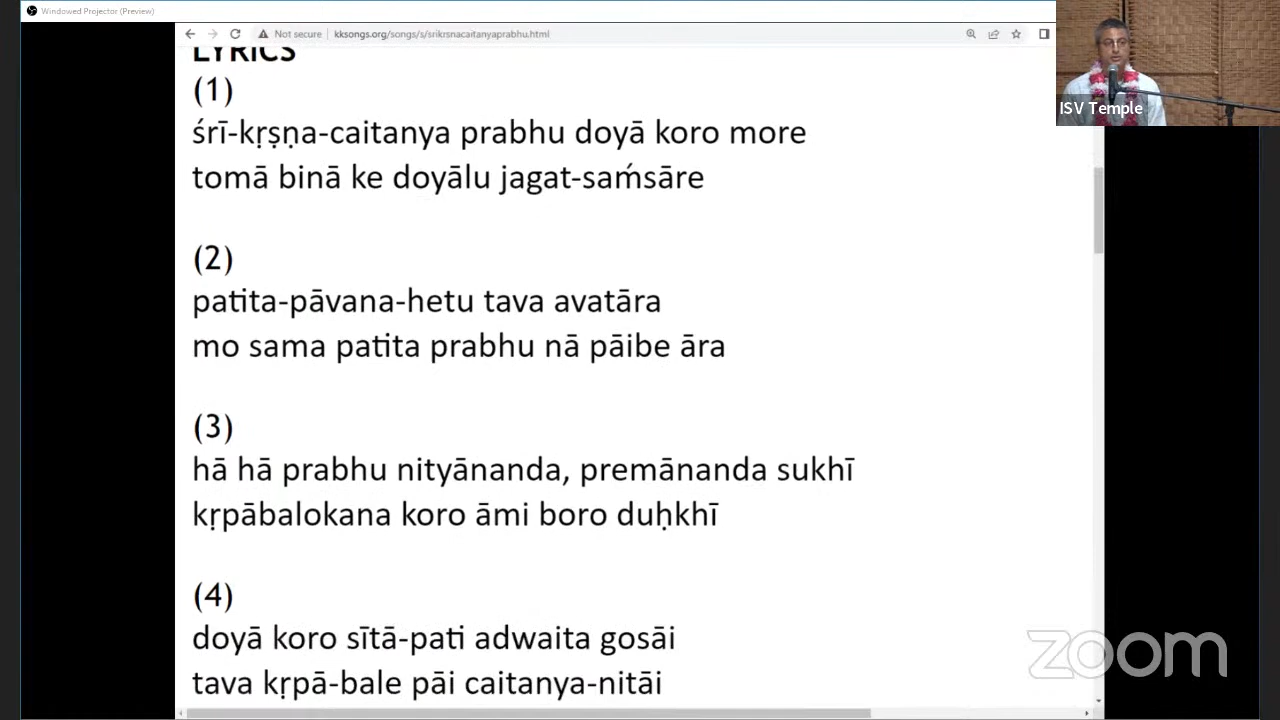 Windowed Projector (Preview)
Not secure kksongs.org/songs/s/srikrsnacaitanyaprabhu.html
LYRICS
(1)
śrī-kṛṣṇa-caitanya prabhu doyā koro more
tomā binā ke doyālu jagat-saḿsāre
(2)
patita-pāvana-hetu tava avatāra
mo sama patita prabhu nā pāibe āra
(3)
hā hā prabhu nityānanda, premānanda sukhī
kṛpābalokana koro āmi boro duḥkhī
(4)
doyā koro sītā-pati adwaita gosāi
tava kṛpā-bale pāi caitanya-nitāi
ISV Temple
zoom